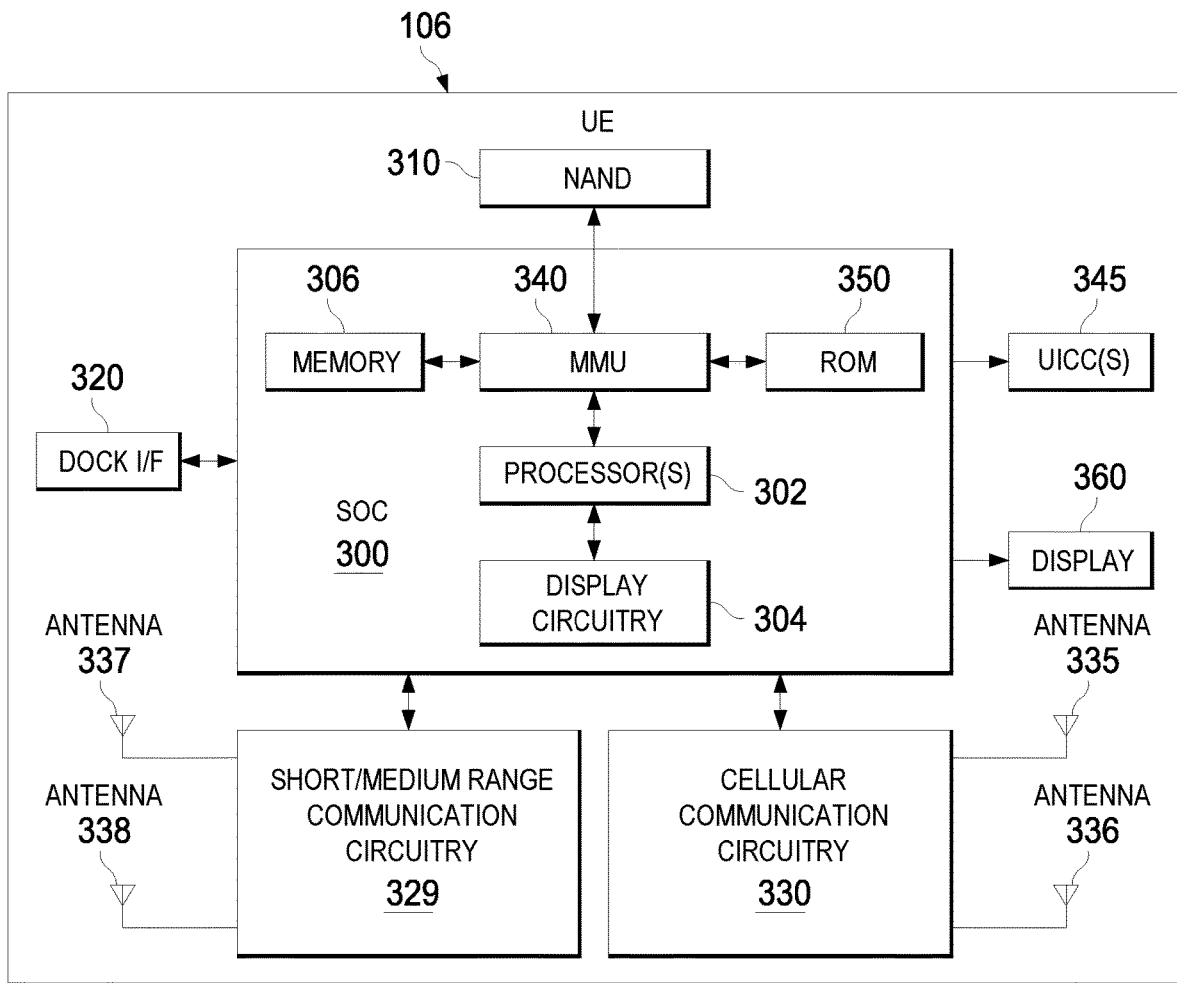 106
UE
310
NAND
306
340
350
345
MEMORY
MMU
ROM
UICC(S)
320
DOCK I/F
PROCESSOR(S)
302
360
SOC
300
DISPLAY
DISPLAY
CIRCUITRY
304
ANTENNA
337
ANTENNA
335
SHORT/MEDIUM RANGE
COMMUNICATION
CIRCUITRY
329
CELLULAR
COMMUNICATION
CIRCUITRY
330
ANTENNA
338
ANTENNA
336